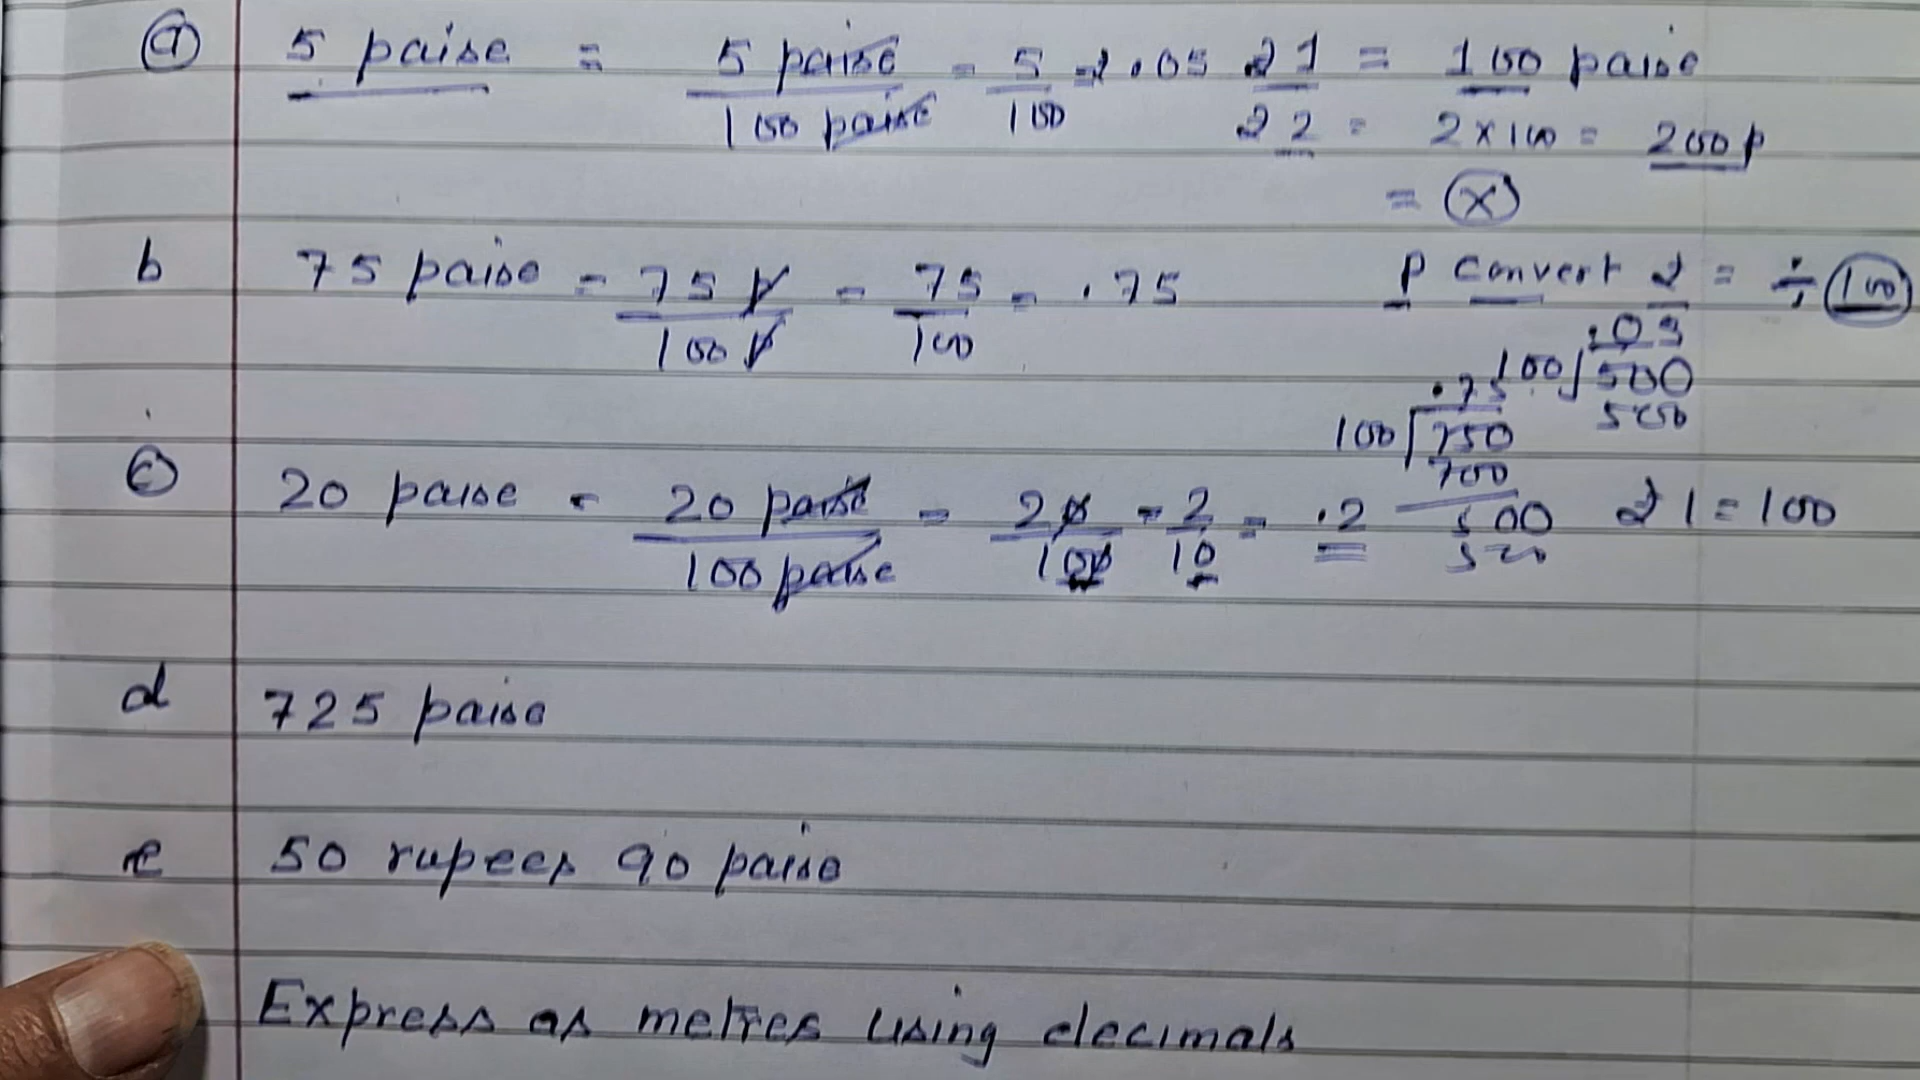 a 5 paise = 5 paise / 100 paise = 5 / 100 = ₹ .05 ₹ 1 = 100 paise
₹ 2 = 2 x 100 = 200 p
= x
b 75 paise = 75 p / 100 p = 75 / 100 = .75 P convert ₹ = ÷ 100
.05
100 500
500
.75
100 750
700
500
500
c 20 paise = 20 paise / 100 paise = 20 / 100 = 2 / 10 = .2 ₹ 1 = 100
d 725 paise
e 50 rupees 90 paise
Express as metres using decimals